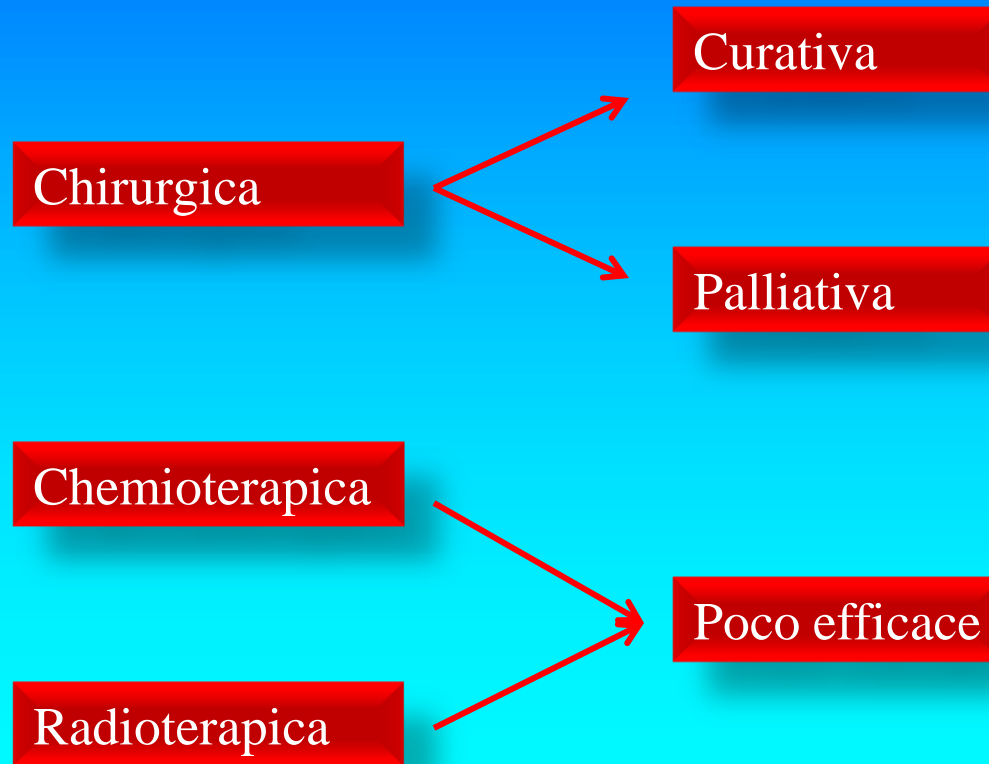 Curativa
Chirurgica
Palliativa
Chemioterapica
Poco efficace
Radioterapica